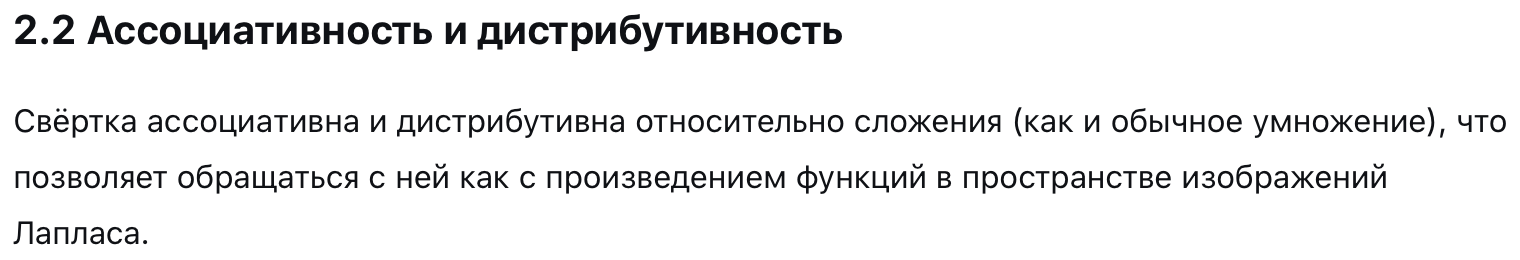 2.2 Ассоциативность и дистрибутивность
Свёртка ассоциативна и дистрибутивна относительно сложения (как и обычное умножение), что
позволяет обращаться с ней как с произведением функций в пространстве изображений
Лапласа.